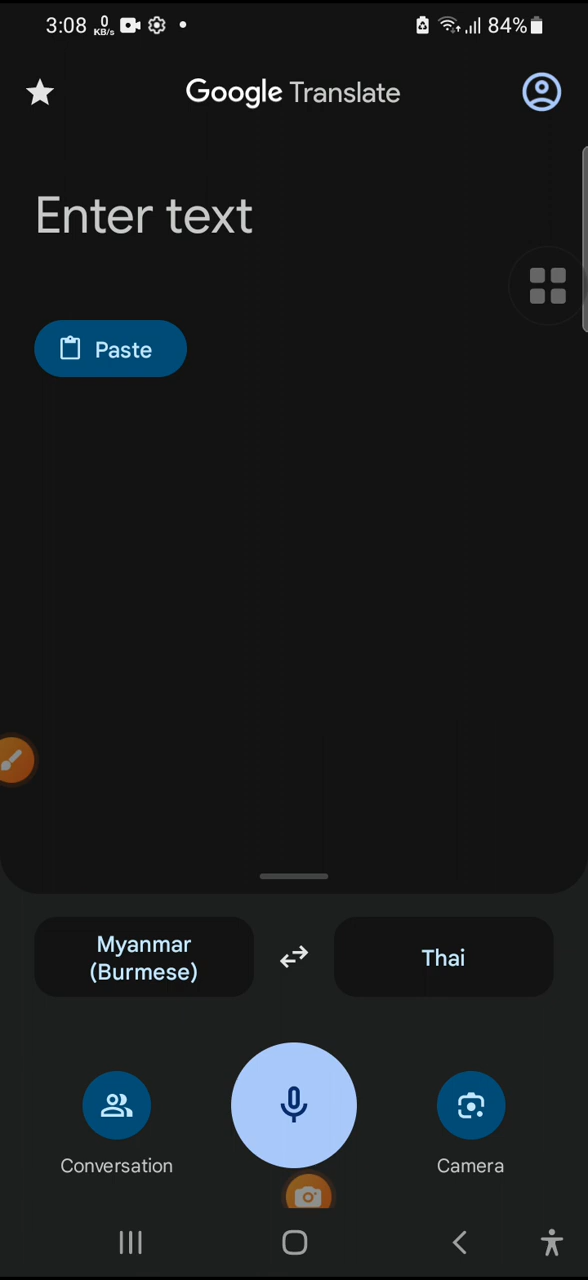 3:08 0 KB/s 84%
Google Translate
Enter text
Paste
Myanmar
(Burmese)
Thai
Conversation
Camera